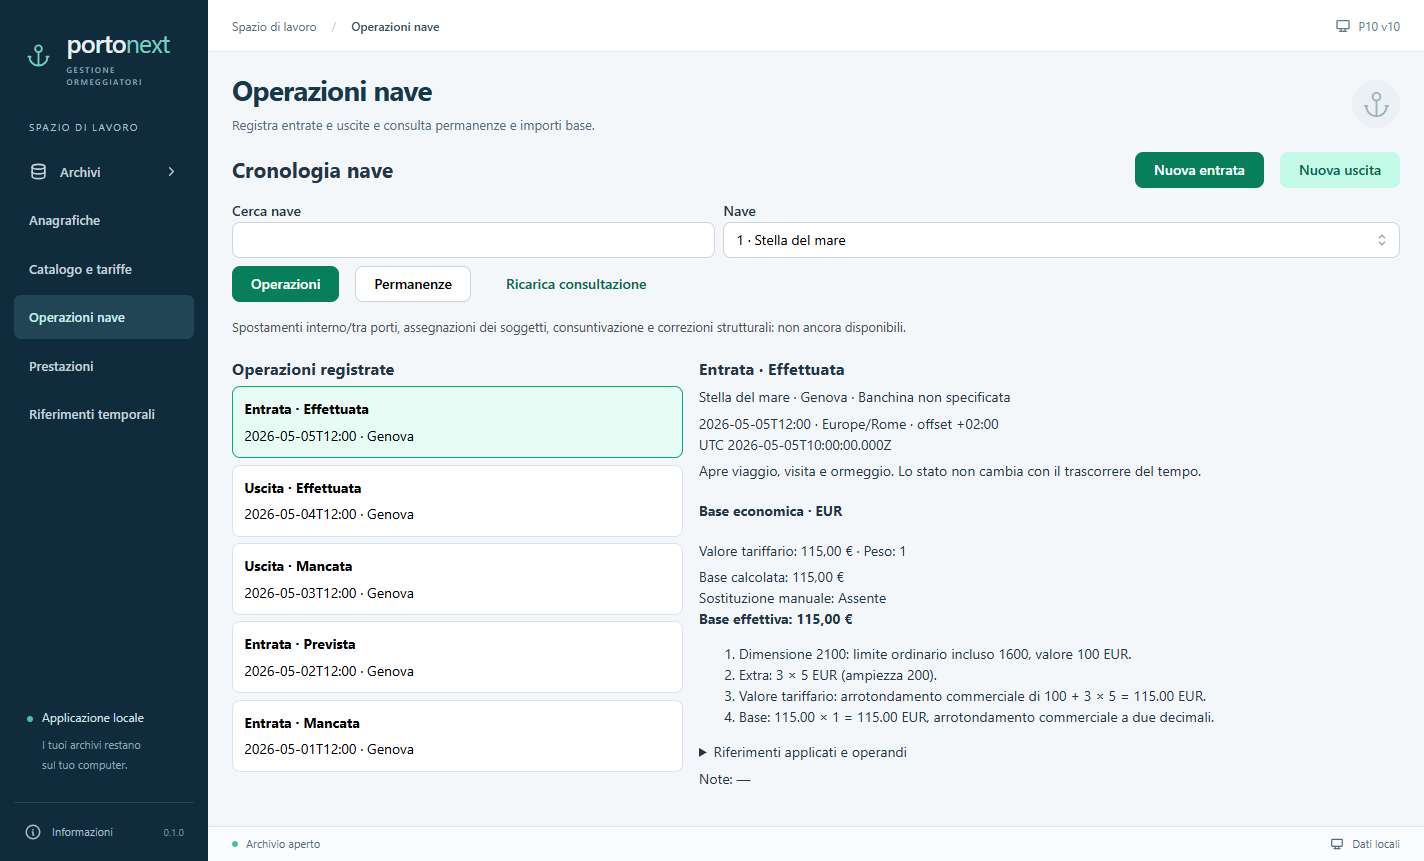 portonext
GESTIONE
ORMEGGIATORI
SPAZIO DI LAVORO
Archivi
Anagrafiche
Catalogo e tariffe
Operazioni nave
Prestazioni
Riferimenti temporali
Applicazione locale
I tuoi archivi restano
sul tuo computer.
Informazioni 0.1.0
Spazio di lavoro / Operazioni nave
P10 v10
Operazioni nave
Registra entrate e uscite e consulta permanenze e importi base.
Cronologia nave
Nuova entrata
Nuova uscita
Cerca nave
Nave
1 · Stella del mare
Operazioni
Permanenze
Ricarica consultazione
Spostamenti interno/tra porti, assegnazioni dei soggetti, consuntivazione e correzioni strutturali: non ancora disponibili.
Operazioni registrate
Entrata · Effettuata
2026-05-05T12:00 · Genova
Uscita · Effettuata
2026-05-04T12:00 · Genova
Uscita · Mancata
2026-05-03T12:00 · Genova
Entrata · Prevista
2026-05-02T12:00 · Genova
Entrata · Mancata
2026-05-01T12:00 · Genova
Entrata · Effettuata
Stella del mare · Genova · Banchina non specificata
2026-05-05T12:00 · Europe/Rome · offset +02:00
UTC 2026-05-05T10:00:00.000Z
Apre viaggio, visita e ormeggio. Lo stato non cambia con il trascorrere del tempo.
Base economica · EUR
Valore tariffario: 115,00 € · Peso: 1
Base calcolata: 115,00 €
Sostituzione manuale: Assente
Base effettiva: 115,00 €
1. Dimensione 2100: limite ordinario incluso 1600, valore 100 EUR.
2. Extra: 3 × 5 EUR (ampiezza 200).
3. Valore tariffario: arrotondamento commerciale di 100 + 3 × 5 = 115.00 EUR.
4. Base: 115.00 × 1 = 115.00 EUR, arrotondamento commerciale a due decimali.
▶ Riferimenti applicati e operandi
Note: —
Archivio aperto
Dati locali